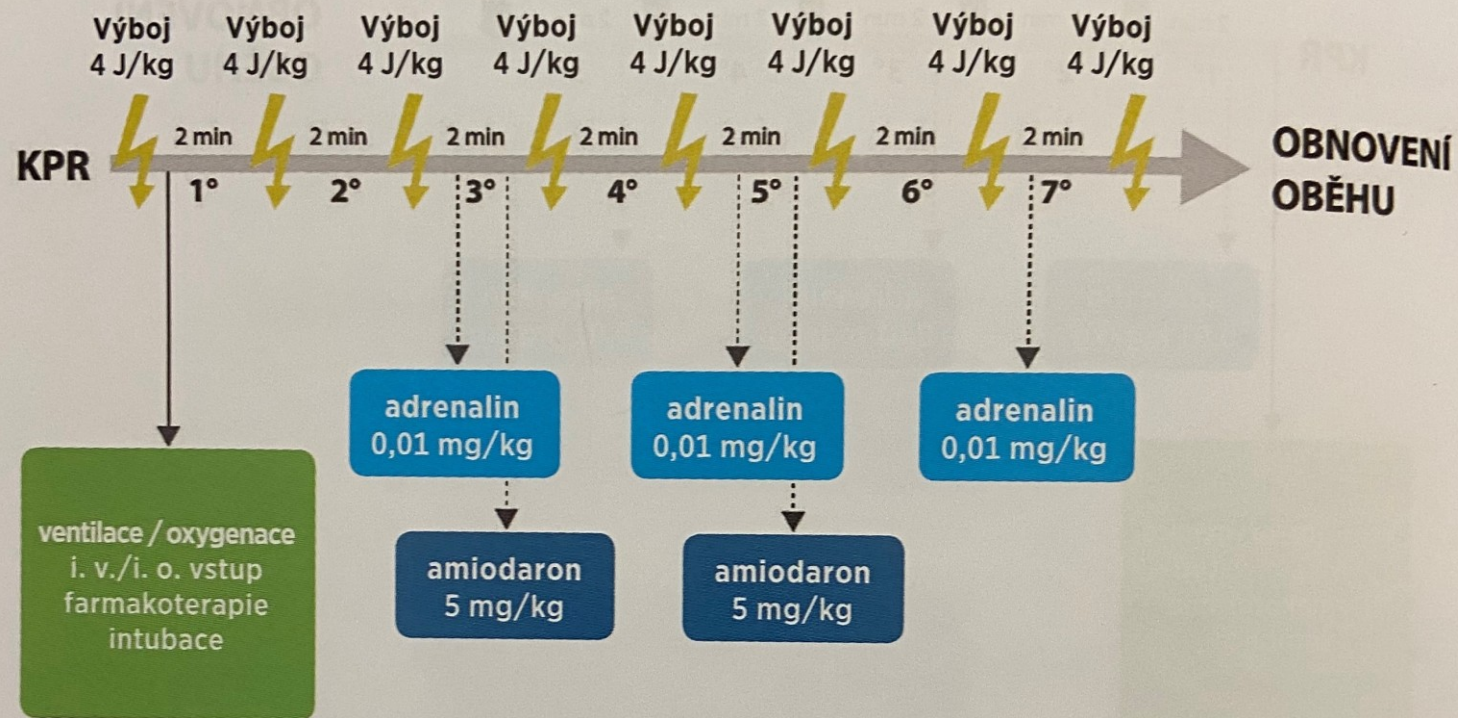 Výboj Výboj Výboj Výboj Výboj Výboj Výboj Výboj
4 J/kg 4 J/kg 4 J/kg 4 J/kg 4 J/kg 4 J/kg 4 J/kg 4 J/kg
2 min 2 min 2 min 2 min 2 min 2 min 2 min
KPR
1° 2° 3° 4° 5° 6° 7°
OBNOVENÍ
OBĚHU
adrenalin
0,01 mg/kg
adrenalin
0,01 mg/kg
adrenalin
0,01 mg/kg
ventilace / oxygenace
i. v./i. o. vstup
farmakoterapie
intubace
amiodaron
5 mg/kg
amiodaron
5 mg/kg